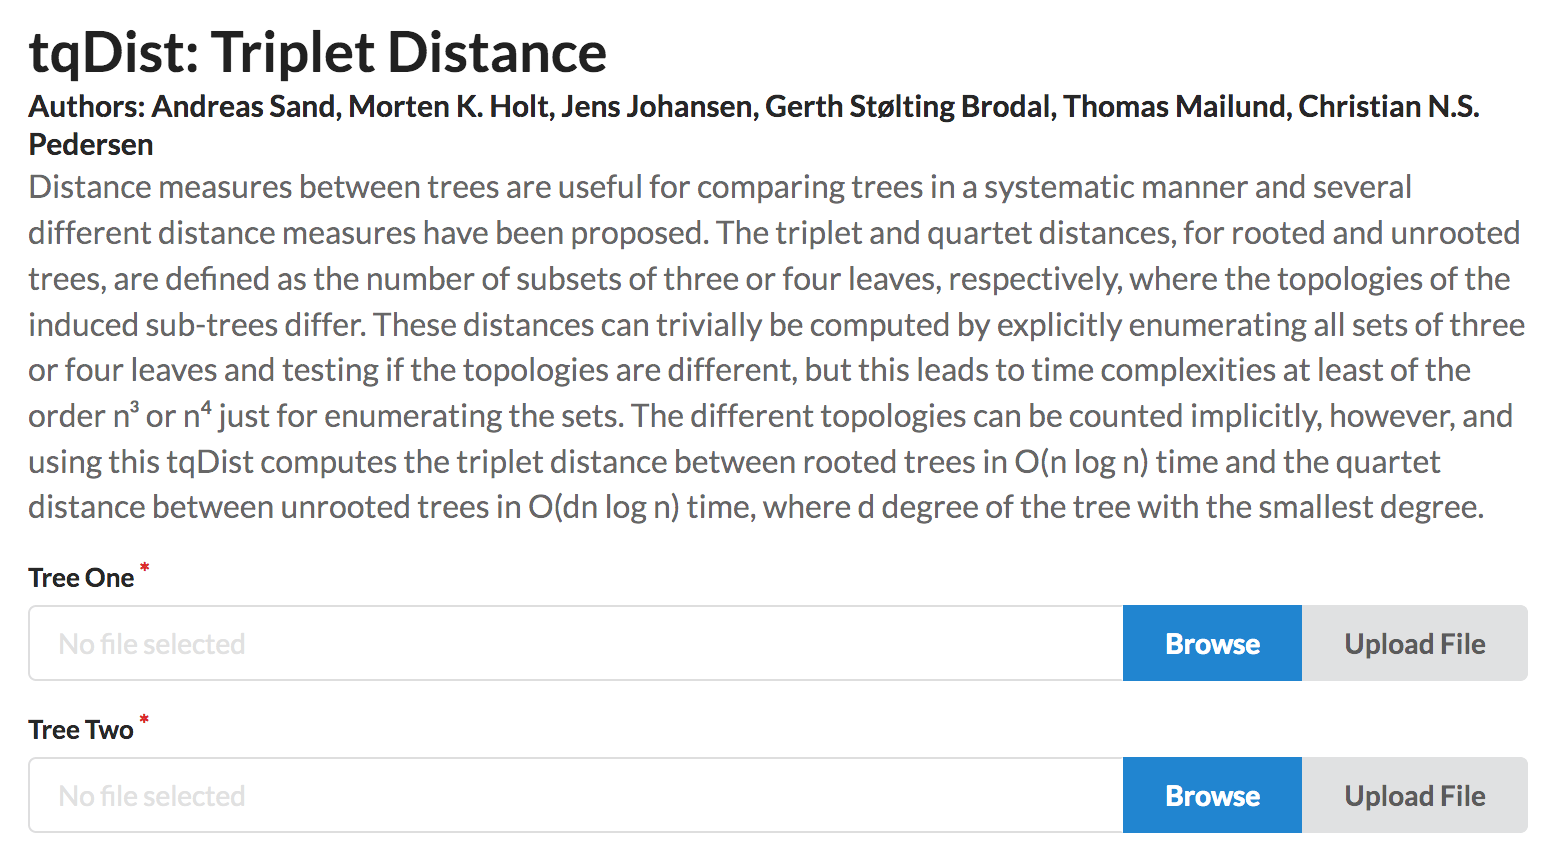 tqDist: Triplet Distance
Authors: Andreas Sand, Morten K. Holt, Jens Johansen, Gerth Stølting Brodal, Thomas Mailund, Christian N.S.
Pedersen
Distance measures between trees are useful for comparing trees in a systematic manner and several
different distance measures have been proposed. The triplet and quartet distances, for rooted and unrooted
trees, are defined as the number of subsets of three or four leaves, respectively, where the topologies of the
induced sub-trees differ. These distances can trivially be computed by explicitly enumerating all sets of three
or four leaves and testing if the topologies are different, but this leads to time complexities at least of the
order n³ or n⁴ just for enumerating the sets. The different topologies can be counted implicitly, however, and
using this tqDist computes the triplet distance between rooted trees in O(n log n) time and the quartet
distance between unrooted trees in O(dn log n) time, where d degree of the tree with the smallest degree.
Tree One *
No file selected Browse Upload File
Tree Two *
No file selected Browse Upload File